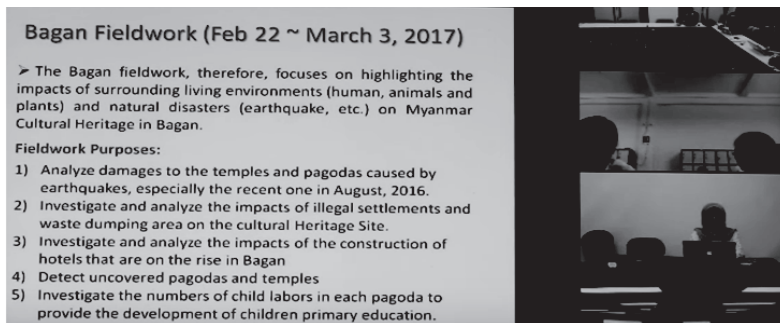 Bagan Fieldwork (Feb 22 ~ March 3, 2017)
➤ The Bagan fieldwork, therefore, focuses on highlighting the
impacts of surrounding living environments (human, animals and
plants) and natural disasters (earthquake, etc.) on Myanmar
Cultural Heritage in Bagan.
Fieldwork Purposes:
1) Analyze damages to the temples and pagodas caused by
earthquakes, especially the recent one in August, 2016.
2) Investigate and analyze the impacts of illegal settlements and
waste dumping area on the cultural Heritage Site.
3) Investigate and analyze the impacts of the construction of
hotels that are on the rise in Bagan
4) Detect uncovered pagodas and temples
5) Investigate the numbers of child labors in each pagoda to
provide the development of children primary education.